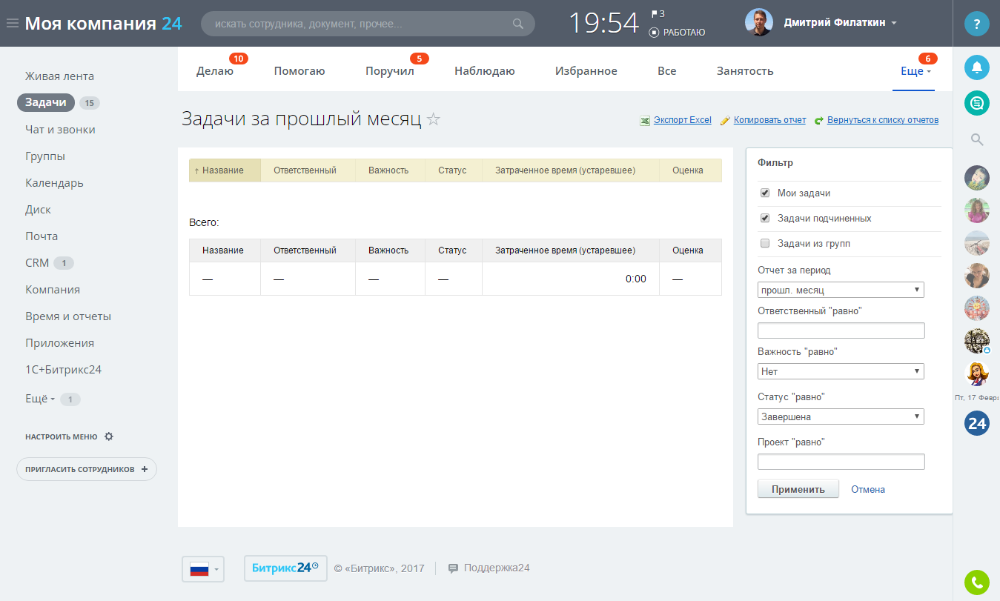 Моя компания 24
искать сотрудника, документ, прочее...
19:54
3
РАБОТАЮ
Дмитрий Филаткин
?
Живая лента
Задачи 15
Чат и звонки
Группы
Календарь
Диск
Почта
CRM 1
Компания
Время и отчеты
Приложения
1С+Битрикс24
Ещё 1
НАСТРОИТЬ МЕНЮ
ПРИГЛАСИТЬ СОТРУДНИКОВ +
Делаю 10 Помогаю Поручил 5 Наблюдаю Избранное Все Занятость Еще 6
Задачи за прошлый месяц
Экспорт Excel Копировать отчет Вернуться к списку отчетов
↑ Название Ответственный Важность Статус Затраченное время (устаревшее) Оценка
Всего:
Название Ответственный Важность Статус Затраченное время (устаревшее) Оценка
— — — — 0:00 —
Фильтр
Мои задачи
Задачи подчиненных
Задачи из групп
Отчет за период
прошл. месяц
Ответственный "равно"
Важность "равно"
Нет
Статус "равно"
Завершена
Проект "равно"
Применить Отмена
Пт, 17 Февр
24
Битрикс24 © «Битрикс», 2017 Поддержка24